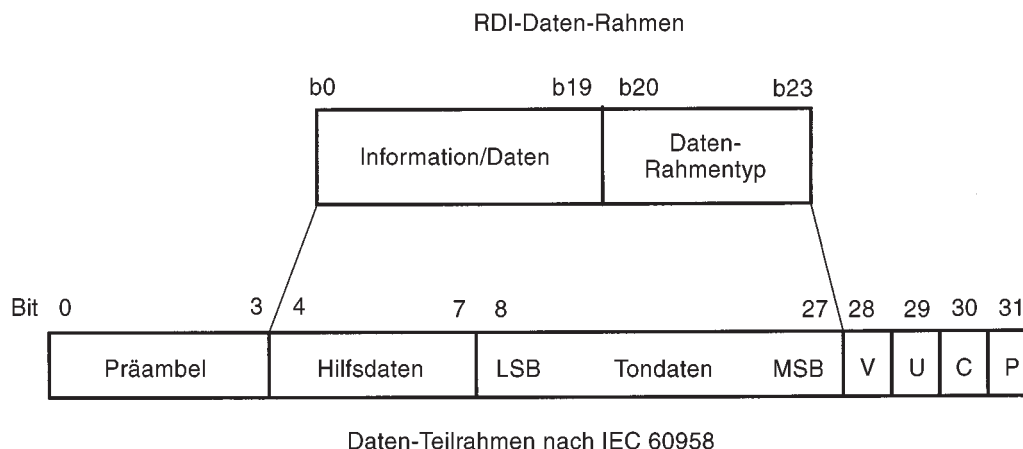 RDI-Daten-Rahmen
b0 b19 b20 b23
Information/Daten
Daten-
Rahmentyp
Bit 0 3 4 7 8 27 28 29 30 31
Präambel Hilfsdaten LSB Tondaten MSB V U C P
Daten-Teilrahmen nach IEC 60958